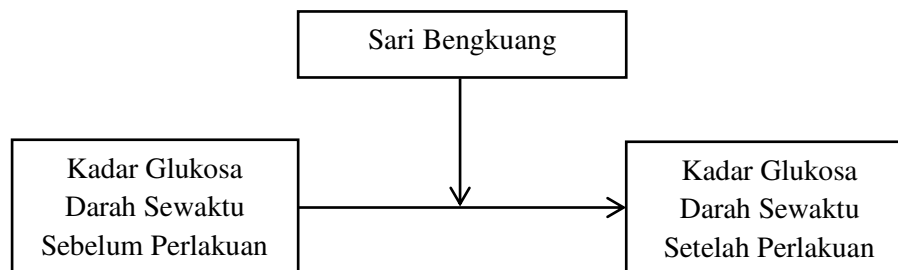 Sari Bengkuang
Kadar Glukosa
Darah Sewaktu
Sebelum Perlakuan
Kadar Glukosa
Darah Sewaktu
Setelah Perlakuan